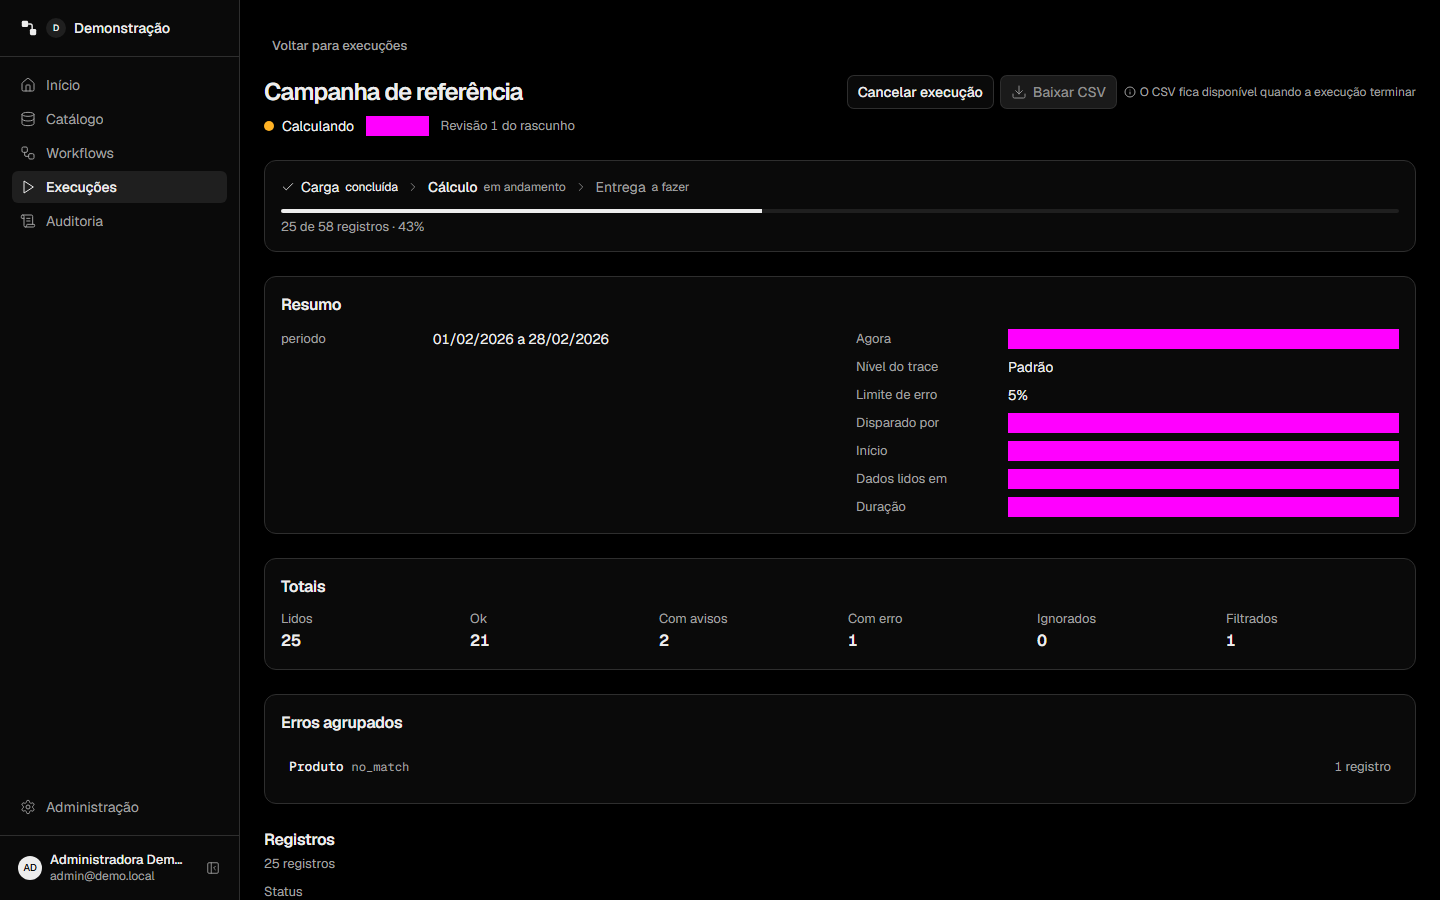 D Demonstração
Início
Catálogo
Workflows
Execuções
Auditoria
Administração
AD Administradora Dem...
admin@demo.local
Voltar para execuções
Campanha de referência
Cancelar execução Baixar CSV O CSV fica disponível quando a execução terminar
Calculando Revisão 1 do rascunho
Carga concluída Cálculo em andamento Entrega a fazer
25 de 58 registros · 43%
Resumo
periodo 01/02/2026 a 28/02/2026
Agora
Nível do trace Padrão
Limite de erro 5%
Disparado por
Início
Dados lidos em
Duração
Totais
Lidos Ok Com avisos Com erro Ignorados Filtrados
25 21 2 1 0 1
Erros agrupados
Produto no_match 1 registro
Registros
25 registros
Status